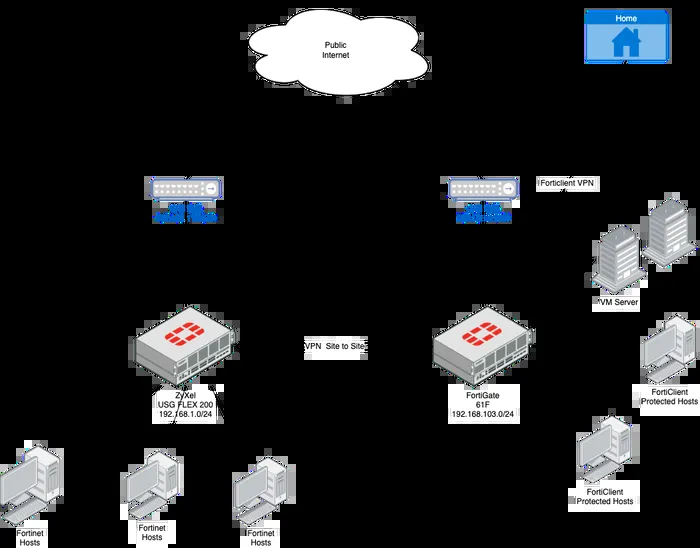 Public
Internet
Home
Forticlient VPN
VM Server
VPN Site to Site
ZyXel
USG FLEX 200
192.168.1.0/24
FortiGate
61F
192.168.103.0/24
FortiClient
Protected Hosts
FortiClient
Protected Hosts
Fortinet
Hosts
Fortinet
Hosts
Fortinet
Hosts